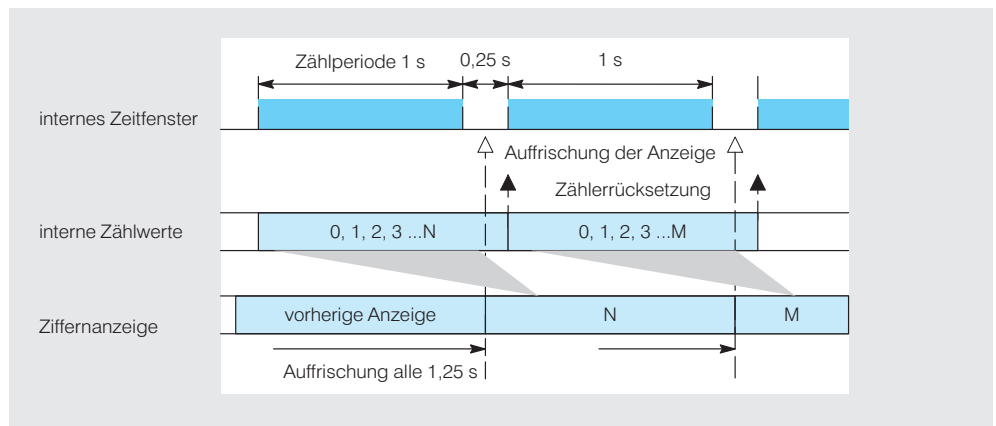 Zählperiode 1 s
0,25 s
1 s
internes Zeitfenster
Auffrischung der Anzeige
Zählerrücksetzung
interne Zählwerte
0, 1, 2, 3 ...N
0, 1, 2, 3 ...M
Ziffernanzeige
vorherige Anzeige
N
M
Auffrischung alle 1,25 s